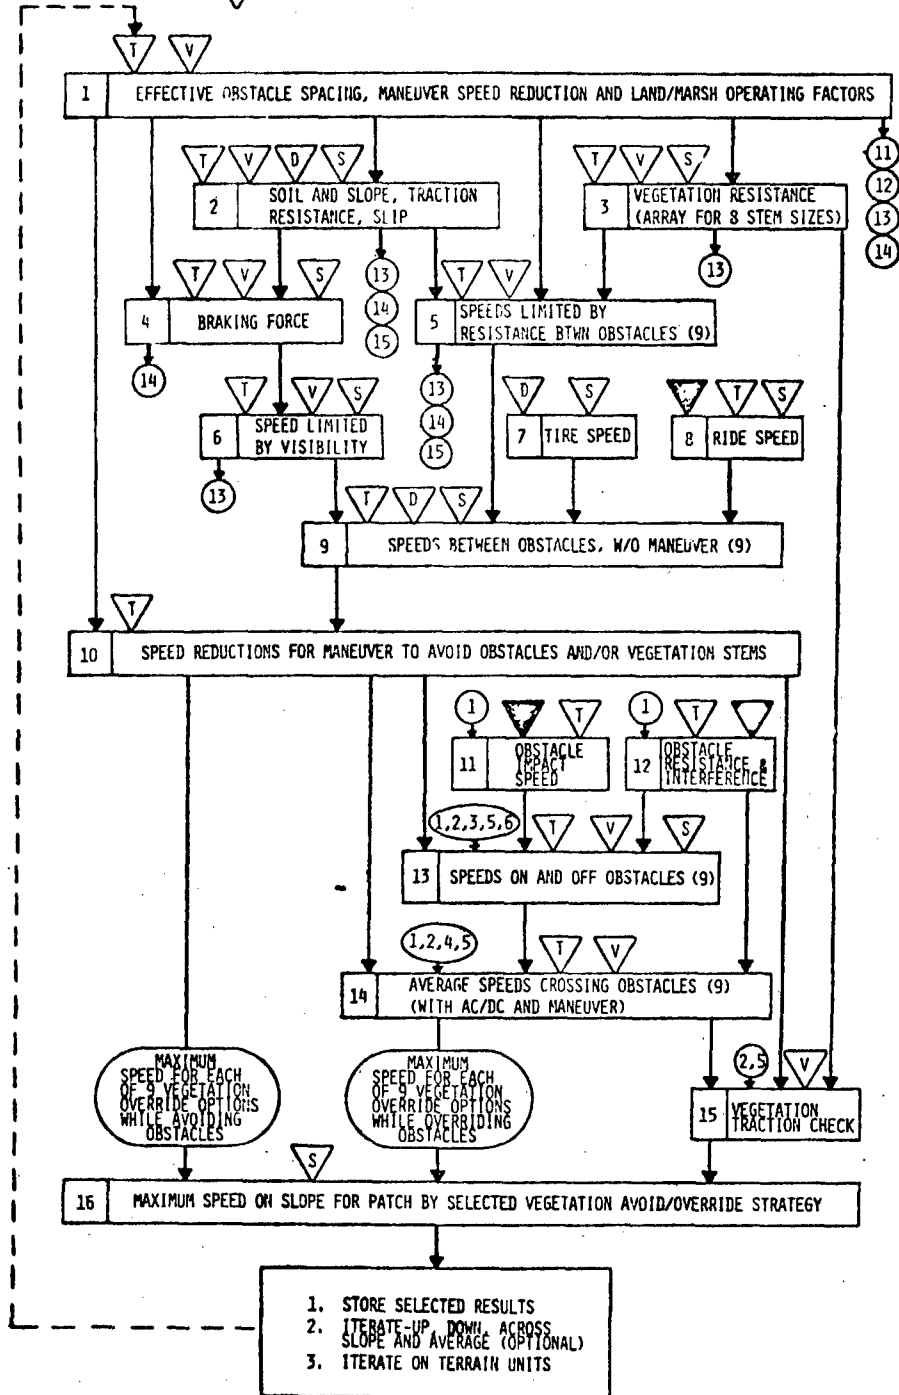 T V
1 EFFECTIVE OBSTACLE SPACING, MANEUVER SPEED REDUCTION AND LAND/MARSH OPERATING FACTORS
11
12
13
14
T V D S
2 SOIL AND SLOPE, TRACTION
RESISTANCE, SLIP
13
14
15
T V S
3 VEGETATION RESISTANCE
(ARRAY FOR 8 STEM SIZES)
13
T V S
4 BRAKING FORCE
14
T V
5 SPEEDS LIMITED BY
RESISTANCE BTWN OBSTACLES (9)
13
14
15
T V S
6 SPEED LIMITED
BY VISIBILITY
13
D S
7 TIRE SPEED
T S
8 RIDE SPEED
T D S
9 SPEEDS BETWEEN OBSTACLES, W/O MANEUVER (9)
T
10 SPEED REDUCTIONS FOR MANEUVER TO AVOID OBSTACLES AND/OR VEGETATION STEMS
1 T
11 OBSTACLE
IMPACT
SPEED
1 T
12 OBSTACLE
RESISTANCE &
INTERFERENCE
1,2,3,5,6 T V S
13 SPEEDS ON AND OFF OBSTACLES (9)
1,2,4,5 T V
14 AVERAGE SPEEDS CROSSING OBSTACLES (9)
(WITH AC/DC AND MANEUVER)
MAXIMUM
SPEED FOR EACH
OF 9 VEGETATION
OVERRIDE OPTIONS
WHILE AVOIDING
OBSTACLES
MAXIMUM
SPEED FOR EACH
OF 9 VEGETATION
OVERRIDE OPTIONS
WHILE OVERRIDING
OBSTACLES
2,5 V
15 VEGETATION
TRACTION CHECK
S
16 MAXIMUM SPEED ON SLOPE FOR PATCH BY SELECTED VEGETATION AVOID/OVERRIDE STRATEGY
1. STORE SELECTED RESULTS
2. ITERATE-UP, DOWN, ACROSS
SLOPE AND AVERAGE (OPTIONAL)
3. ITERATE ON TERRAIN UNITS